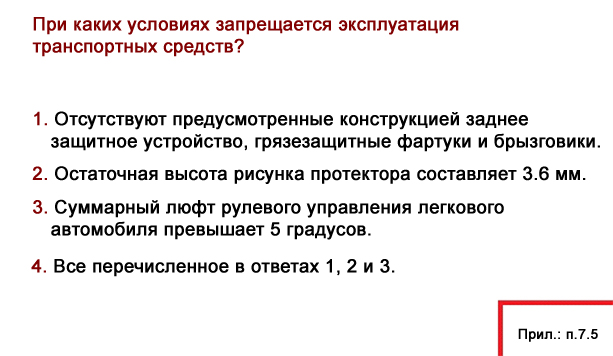 При каких условиях запрещается эксплуатация
транспортных средств?
1. Отсутствуют предусмотренные конструкцией заднее
защитное устройство, грязезащитные фартуки и брызговики.
2. Остаточная высота рисунка протектора составляет 3.6 мм.
3. Суммарный люфт рулевого управления легкового
автомобиля превышает 5 градусов.
4. Все перечисленное в ответах 1, 2 и 3.
Прил.: п.7.5